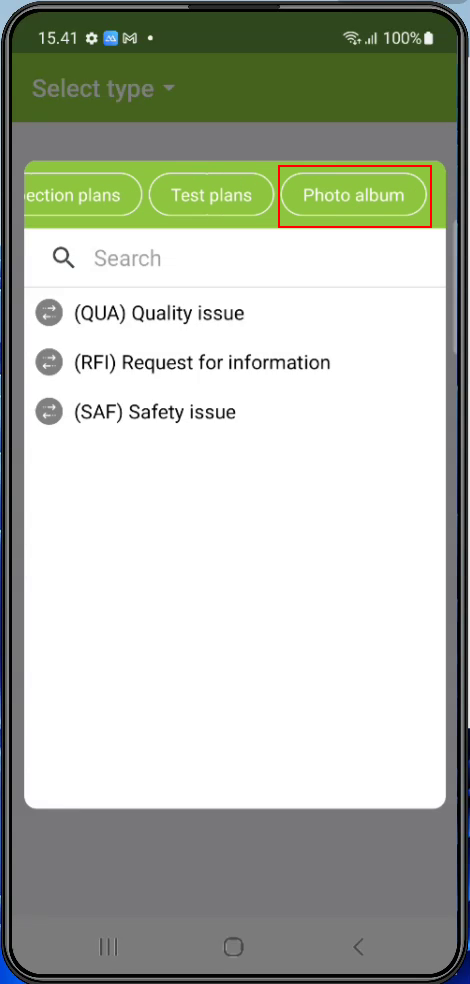 15.41 100%
Select type
ection plans Test plans Photo album
Search
(QUA) Quality issue
(RFI) Request for information
(SAF) Safety issue